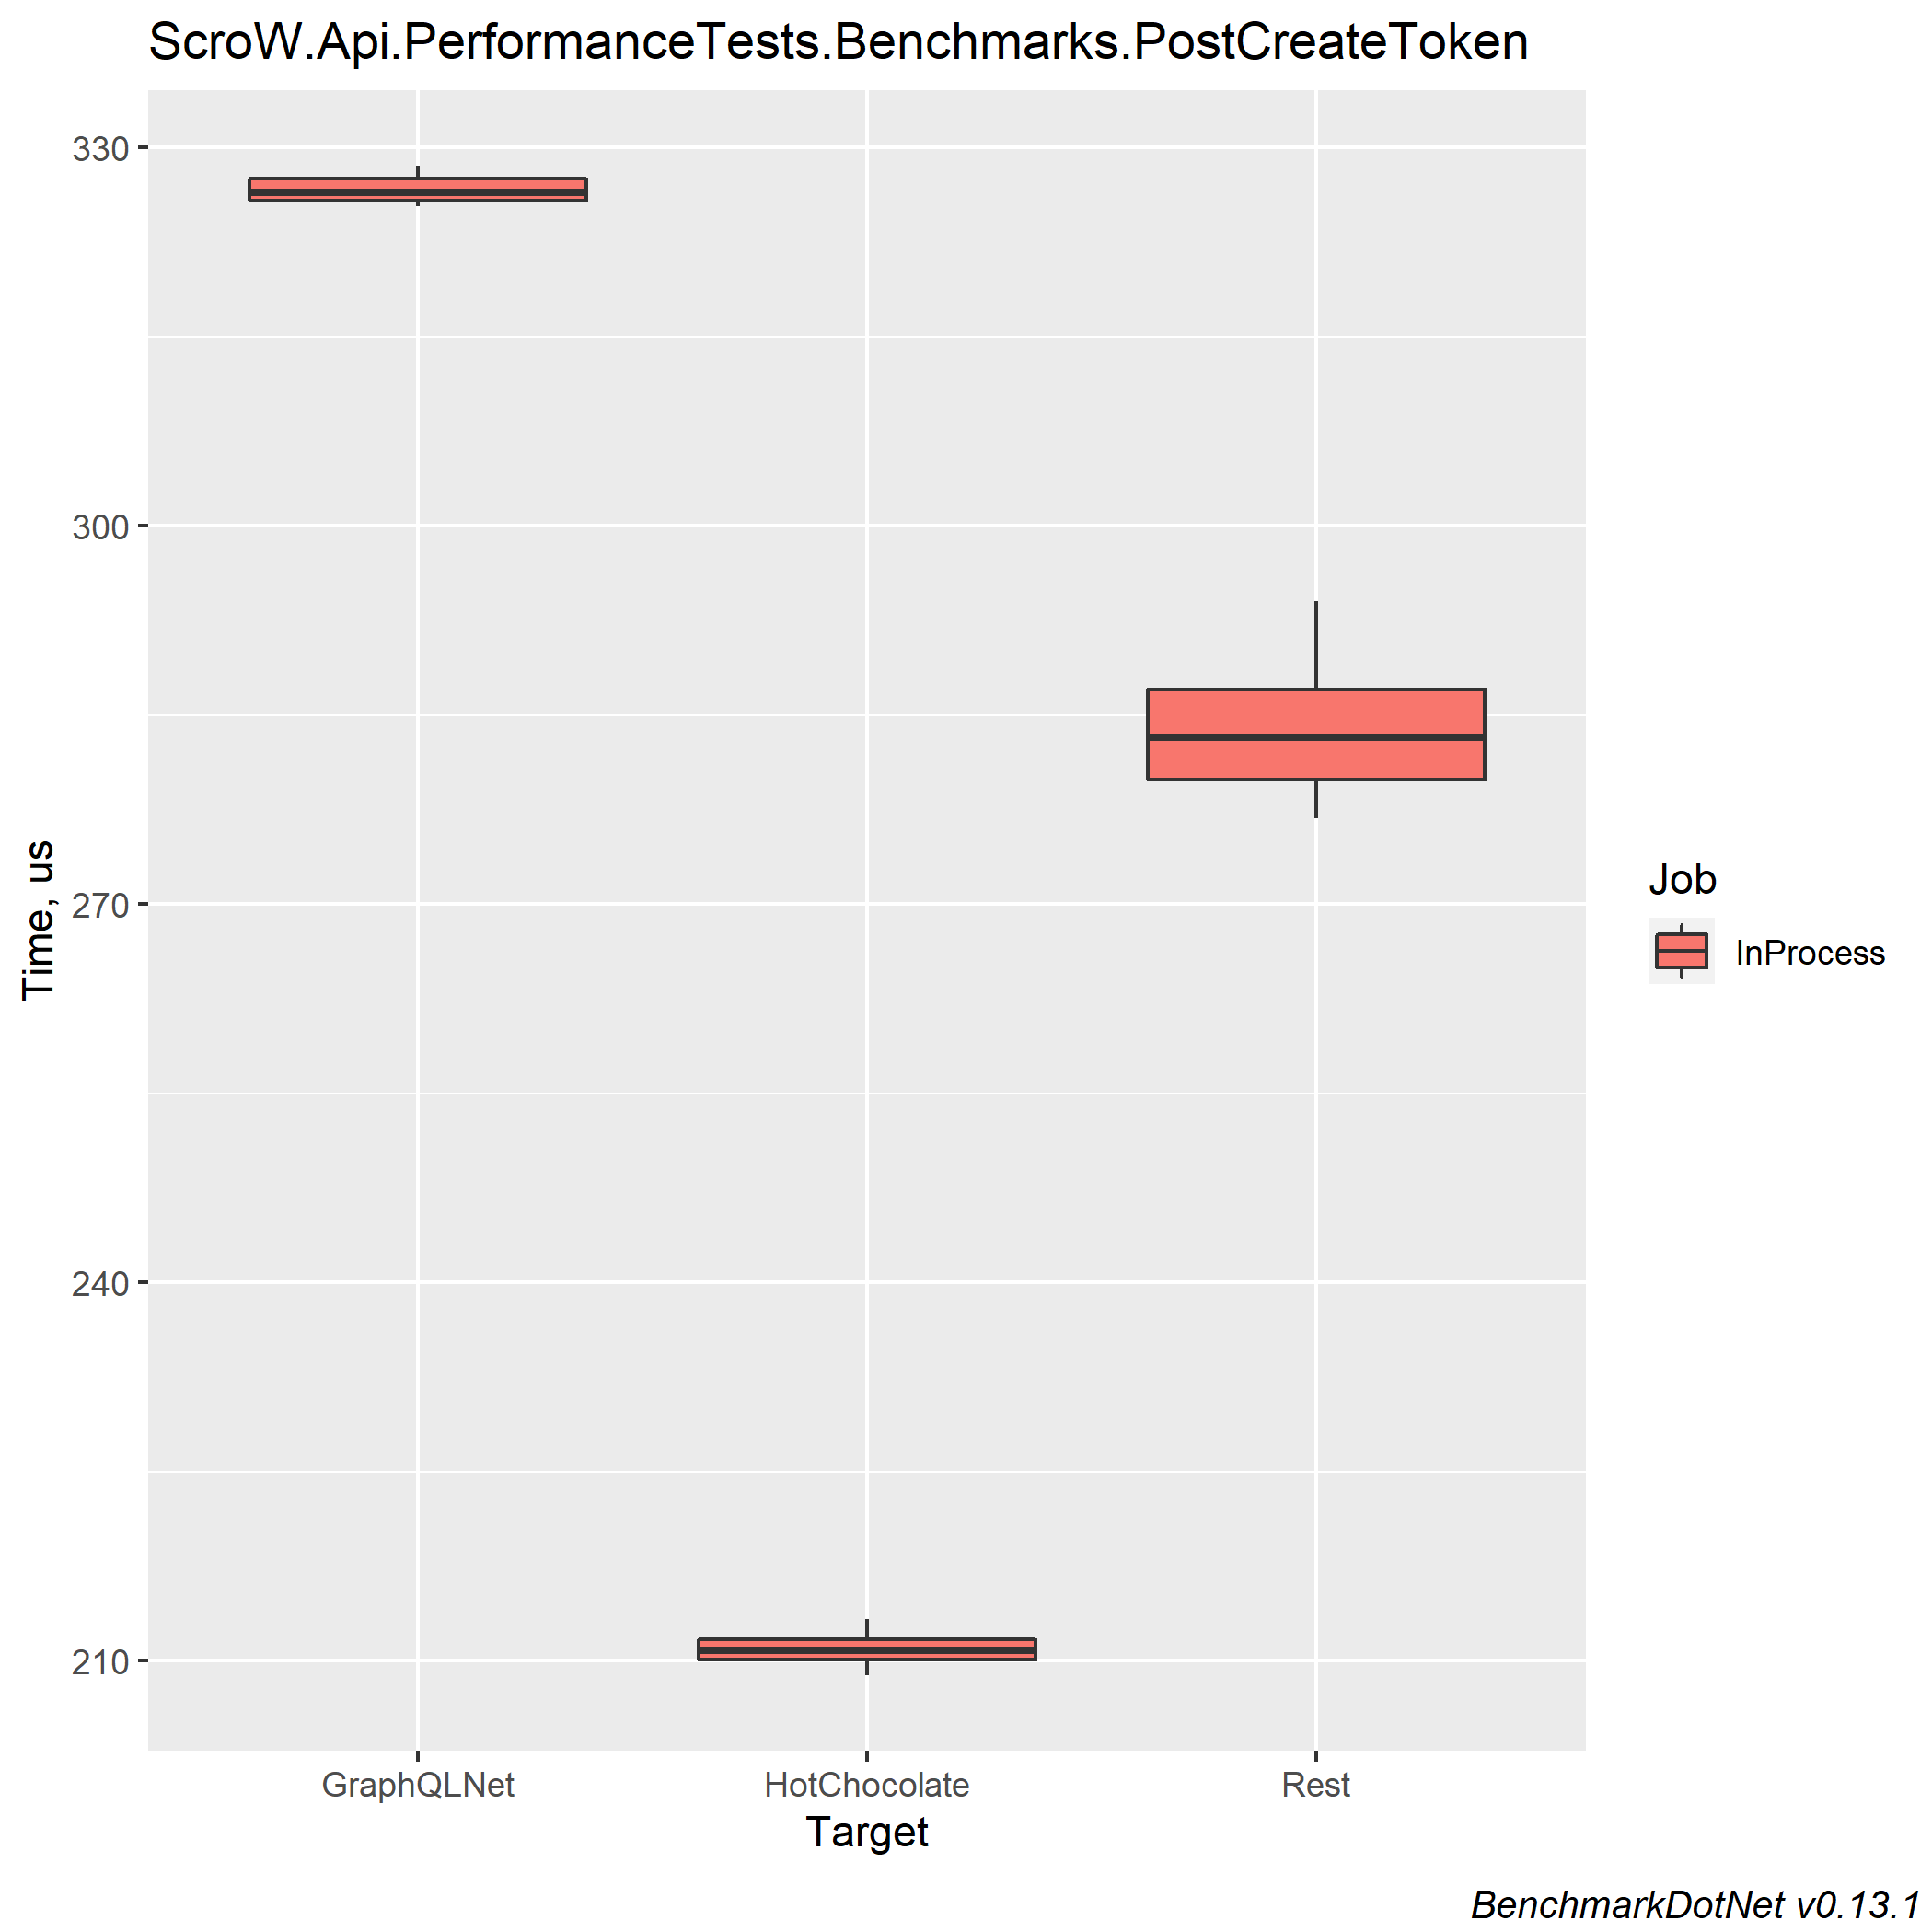 ScroW.Api.PerformanceTests.Benchmarks.PostCreateToken
330
300
270
240
210
Time, us
GraphQLNet HotChocolate Rest
Target
Job
InProcess
BenchmarkDotNet v0.13.1